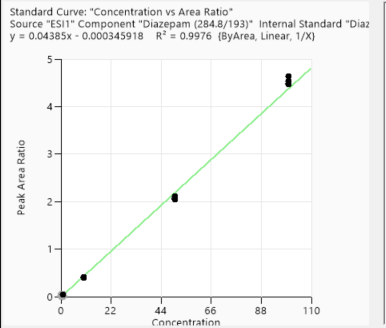 Standard Curve: "Concentration vs Area Ratio"
Source "ESI1" Component "Diazepam (284.8/193)" Internal Standard "Diaz
y = 0.04385x - 0.000345918 R² = 0.9976 (ByArea, Linear, 1/X)
5
4
3
2
1
0
Peak Area Ratio
0 22 44 66 88 110
Concentration